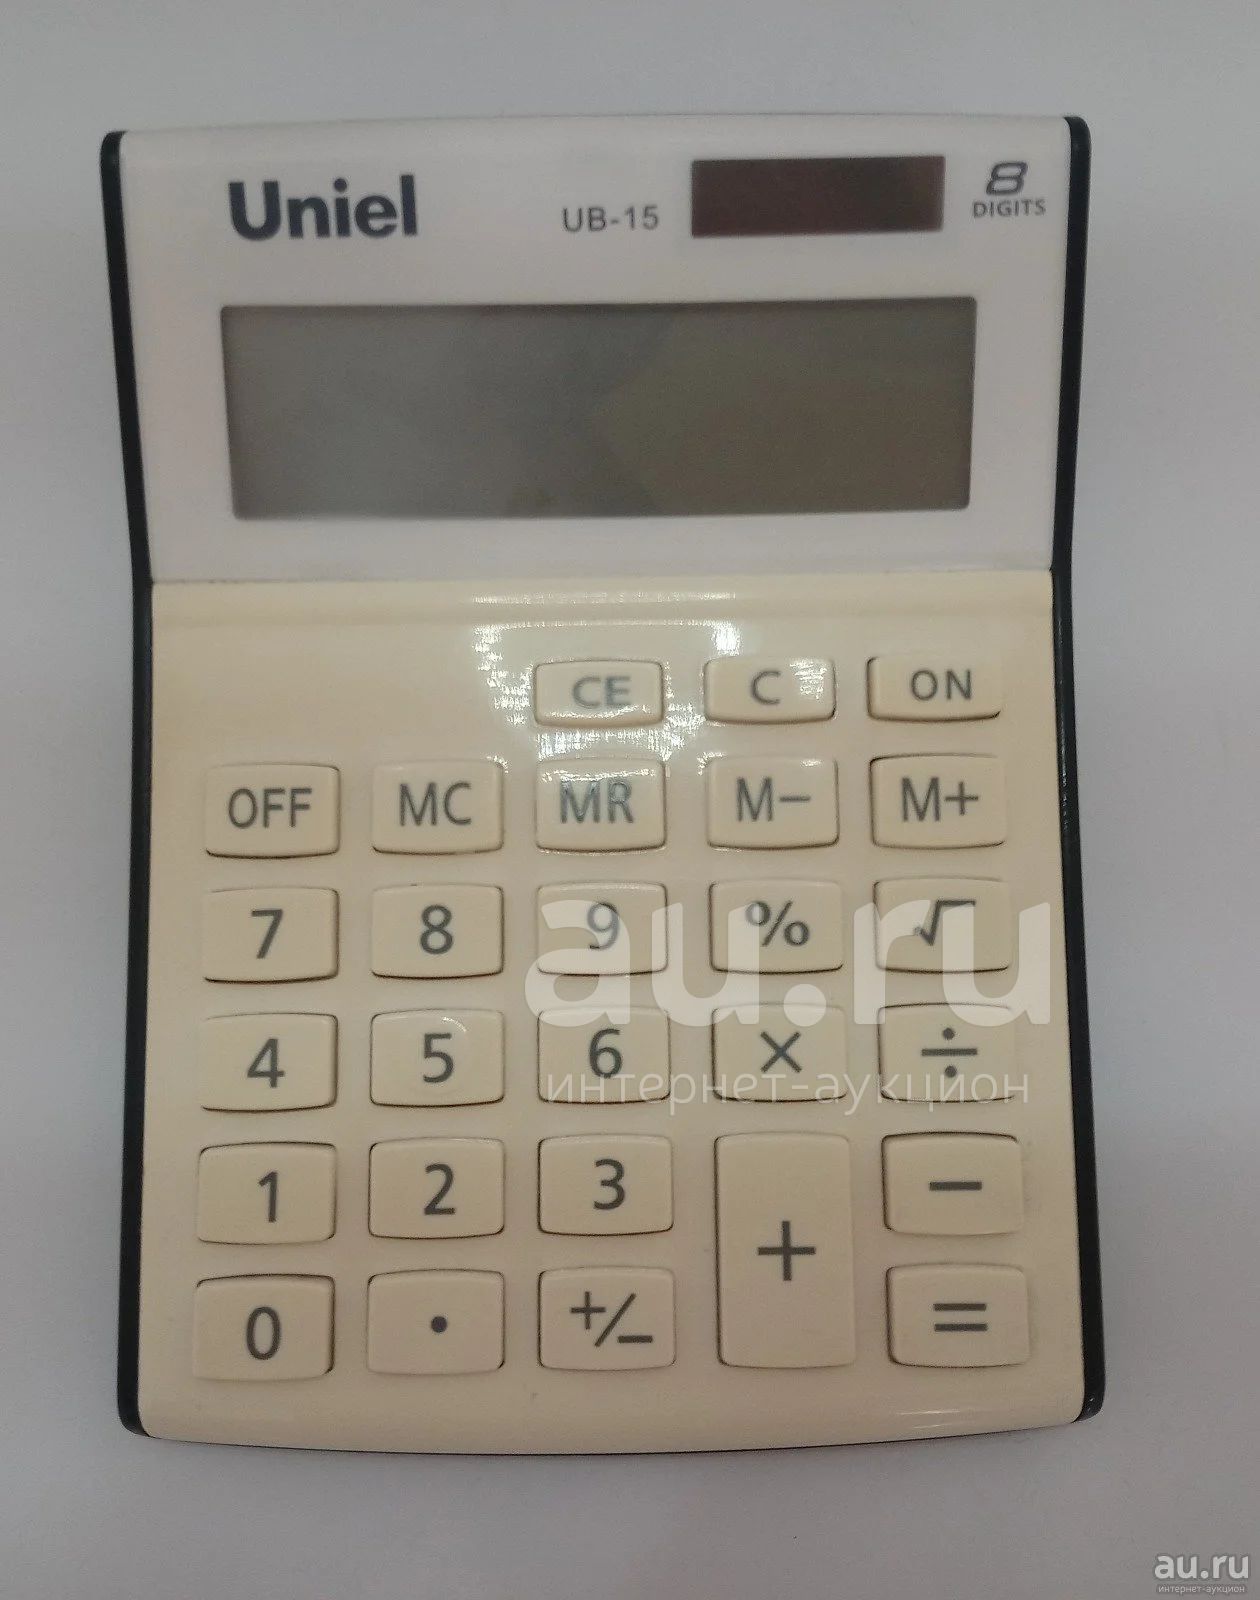 Uniel
UB-15
8
DIGITS
CE C ON
OFF MC MR M− M+
7 8 9 % √
4 5 6 × ÷
1 2 3 + −
0 . +/− =
au.ru
интернет-аукцион
au.ru
интернет-аукцион